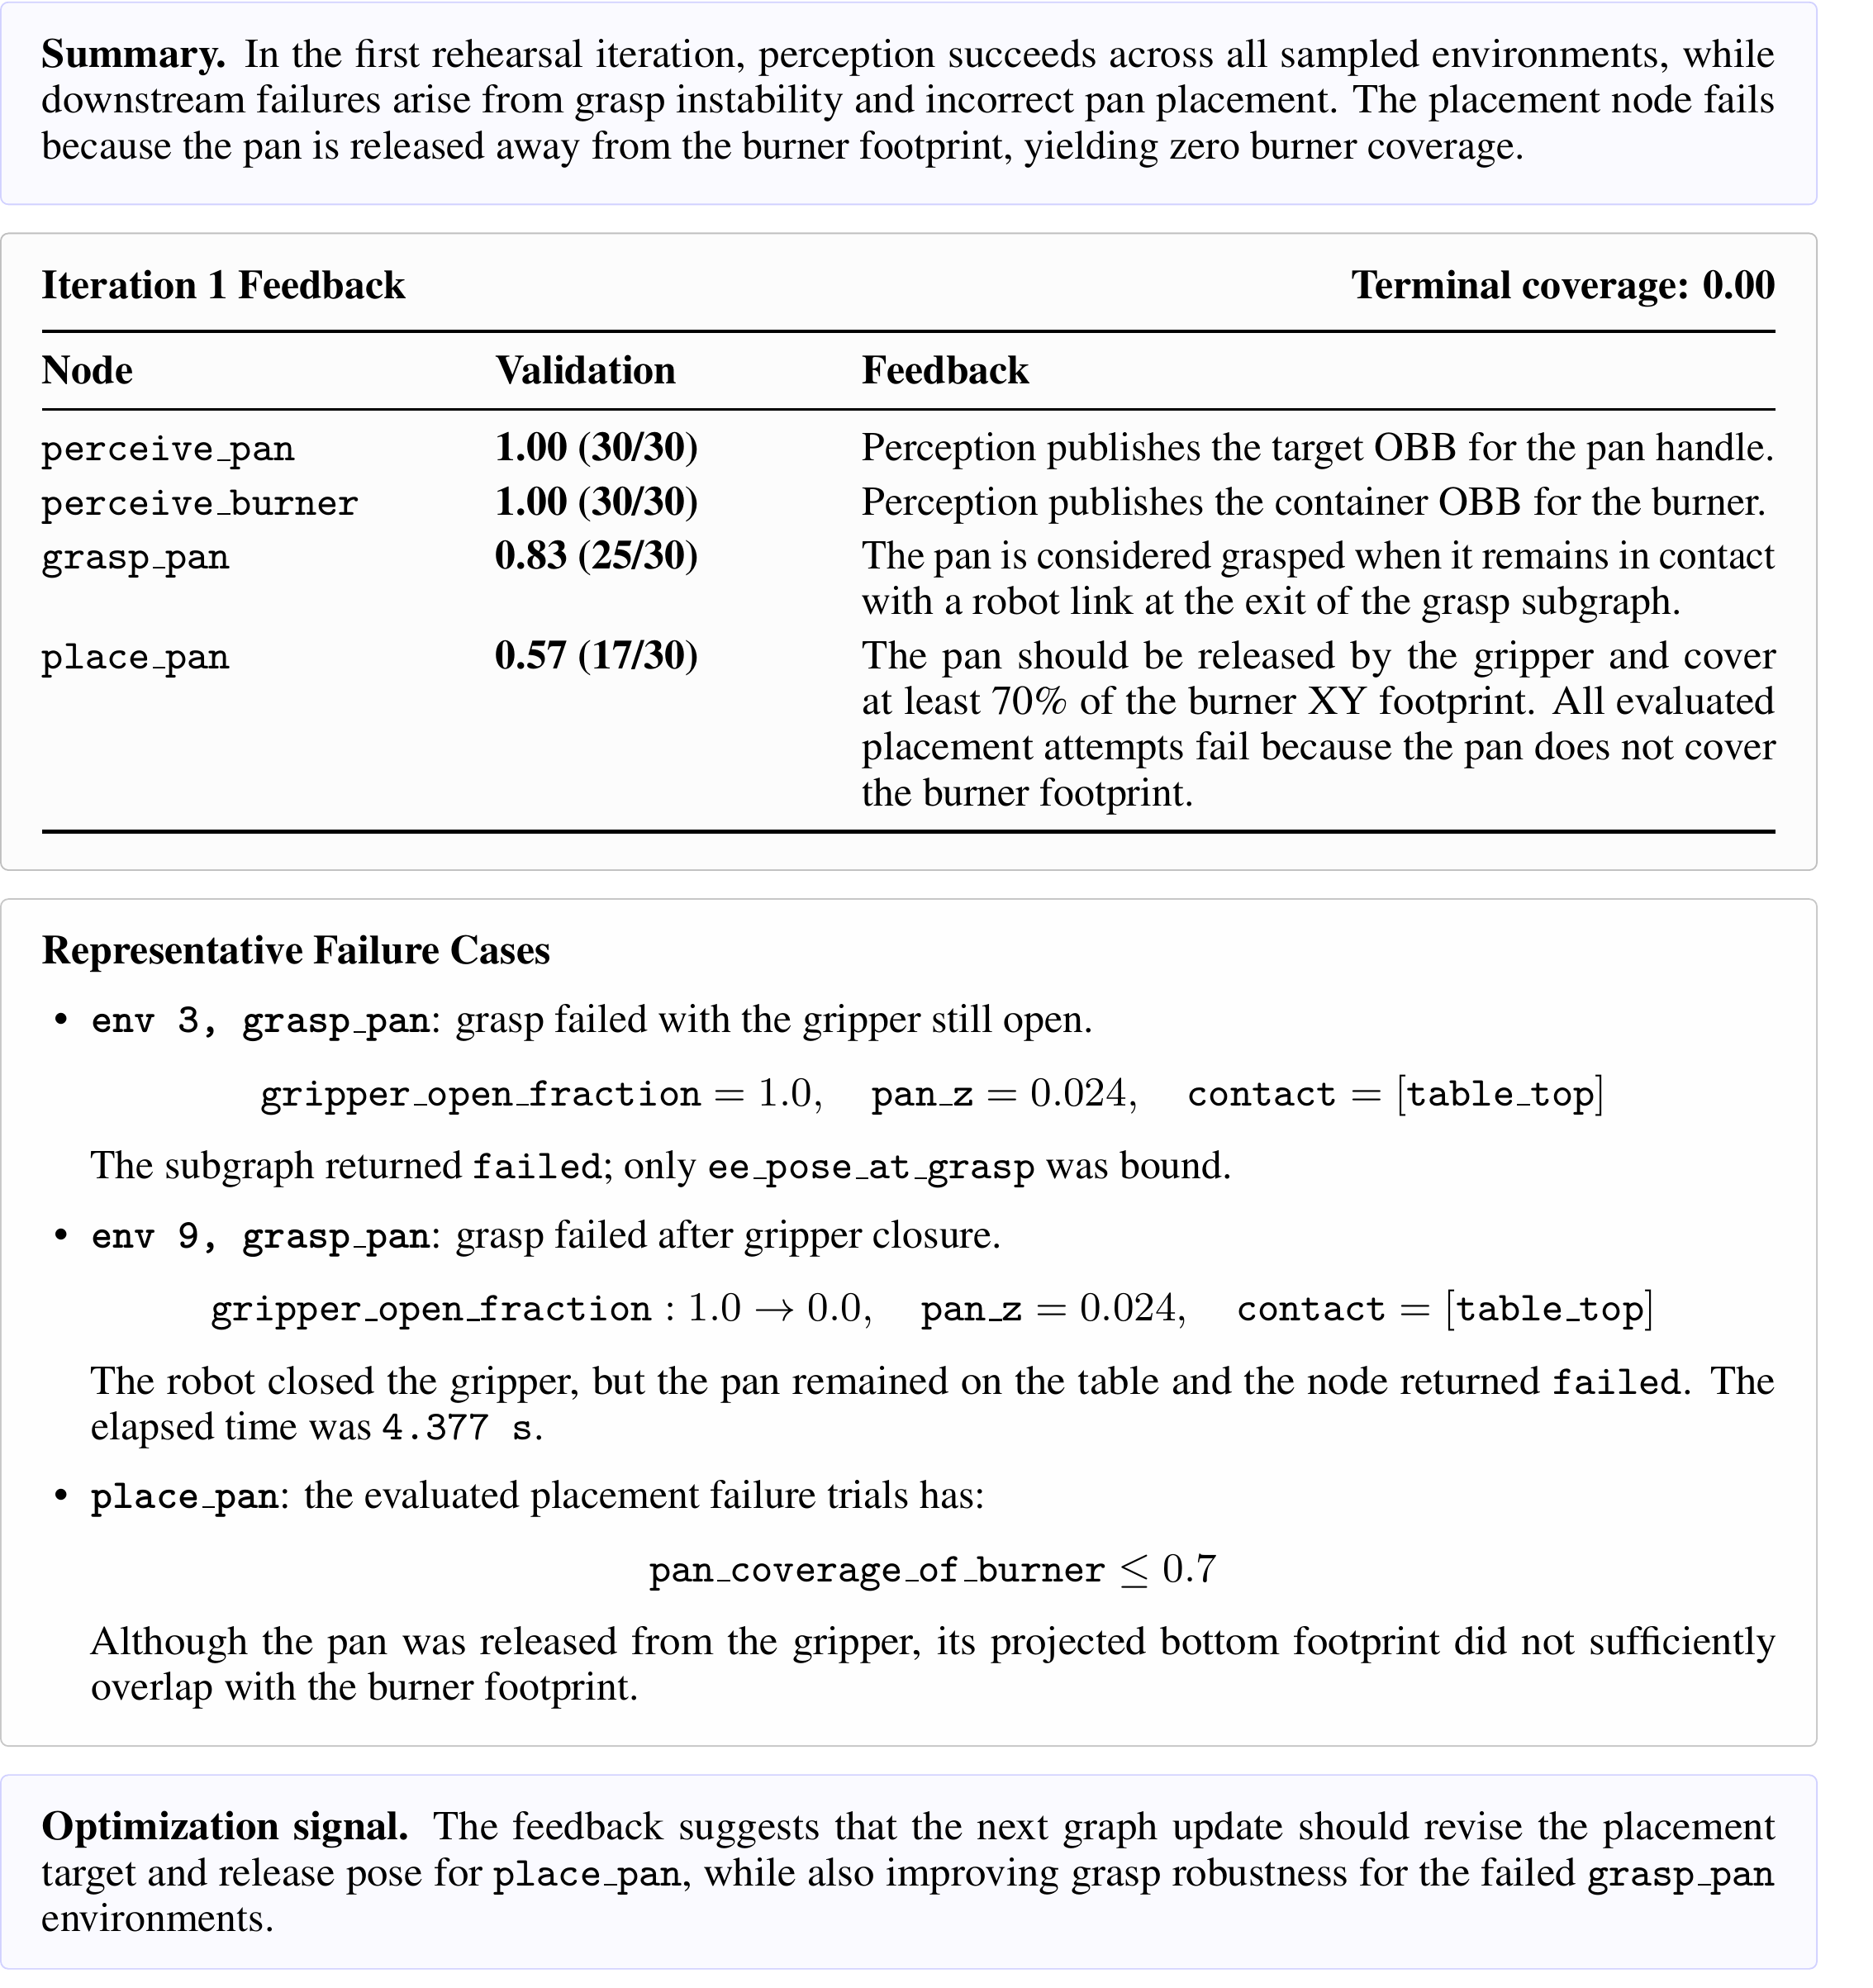 Summary. In the first rehearsal iteration, perception succeeds across all sampled environments, while
downstream failures arise from grasp instability and incorrect pan placement. The placement node fails
because the pan is released away from the burner footprint, yielding zero burner coverage.
Iteration 1 Feedback Terminal coverage: 0.00
Node Validation Feedback
perceive_pan 1.00 (30/30) Perception publishes the target OBB for the pan handle.
perceive_burner 1.00 (30/30) Perception publishes the container OBB for the burner.
grasp_pan 0.83 (25/30) The pan is considered grasped when it remains in contact
with a robot link at the exit of the grasp subgraph.
place_pan 0.57 (17/30) The pan should be released by the gripper and cover
at least 70% of the burner XY footprint. All evaluated
placement attempts fail because the pan does not cover
the burner footprint.
Representative Failure Cases
• env 3, grasp_pan: grasp failed with the gripper still open.
gripper_open_fraction = 1.0, pan_z = 0.024, contact = [table_top]
The subgraph returned failed; only ee_pose_at_grasp was bound.
• env 9, grasp_pan: grasp failed after gripper closure.
gripper_open_fraction : 1.0 → 0.0, pan_z = 0.024, contact = [table_top]
The robot closed the gripper, but the pan remained on the table and the node returned failed. The
elapsed time was 4.377 s.
• place_pan: the evaluated placement failure trials has:
pan_coverage_of_burner ≤ 0.7
Although the pan was released from the gripper, its projected bottom footprint did not sufficiently
overlap with the burner footprint.
Optimization signal. The feedback suggests that the next graph update should revise the placement
target and release pose for place_pan, while also improving grasp robustness for the failed grasp_pan
environments.